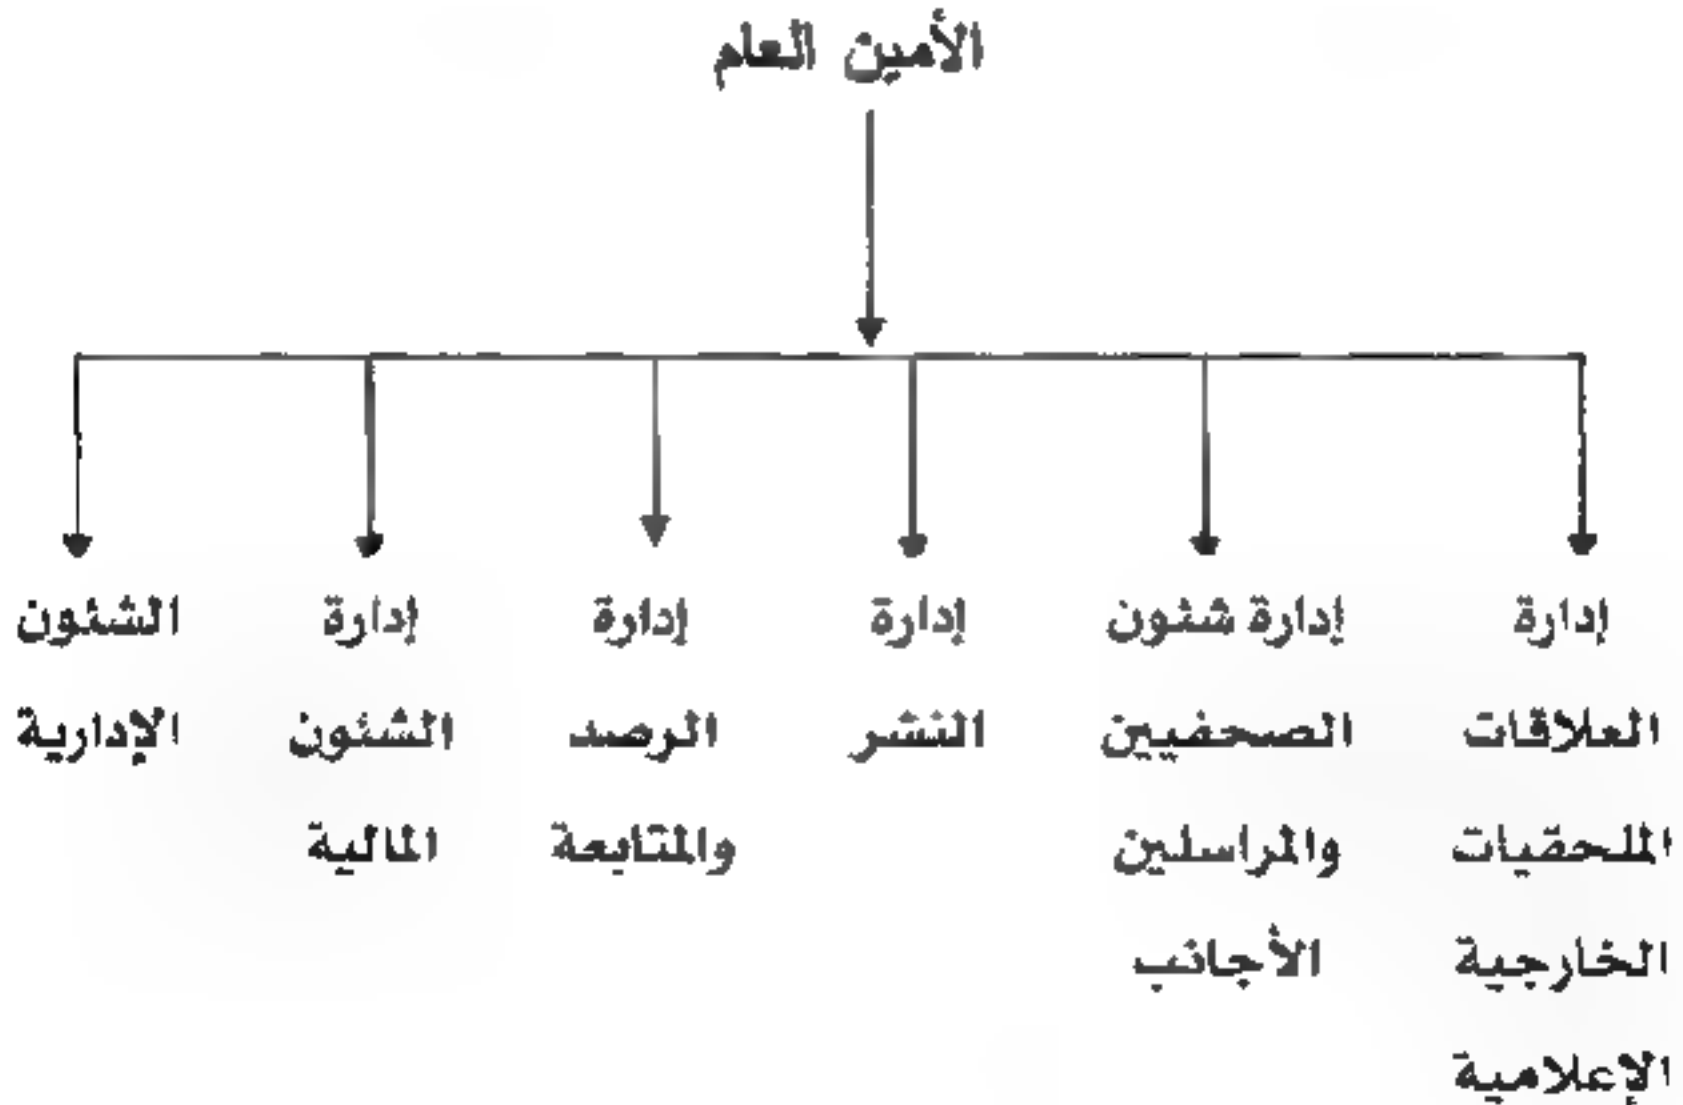 الأمين العام
إدارة
العلاقات
الملحقيات
الخارجية
الإعلامية
إدارة شئون
الصحفيين
والمراسلين
الأجانب
إدارة
النشر
إدارة
الرصد
والمتابعة
إدارة
الشئون
المالية
الشئون
الإدارية